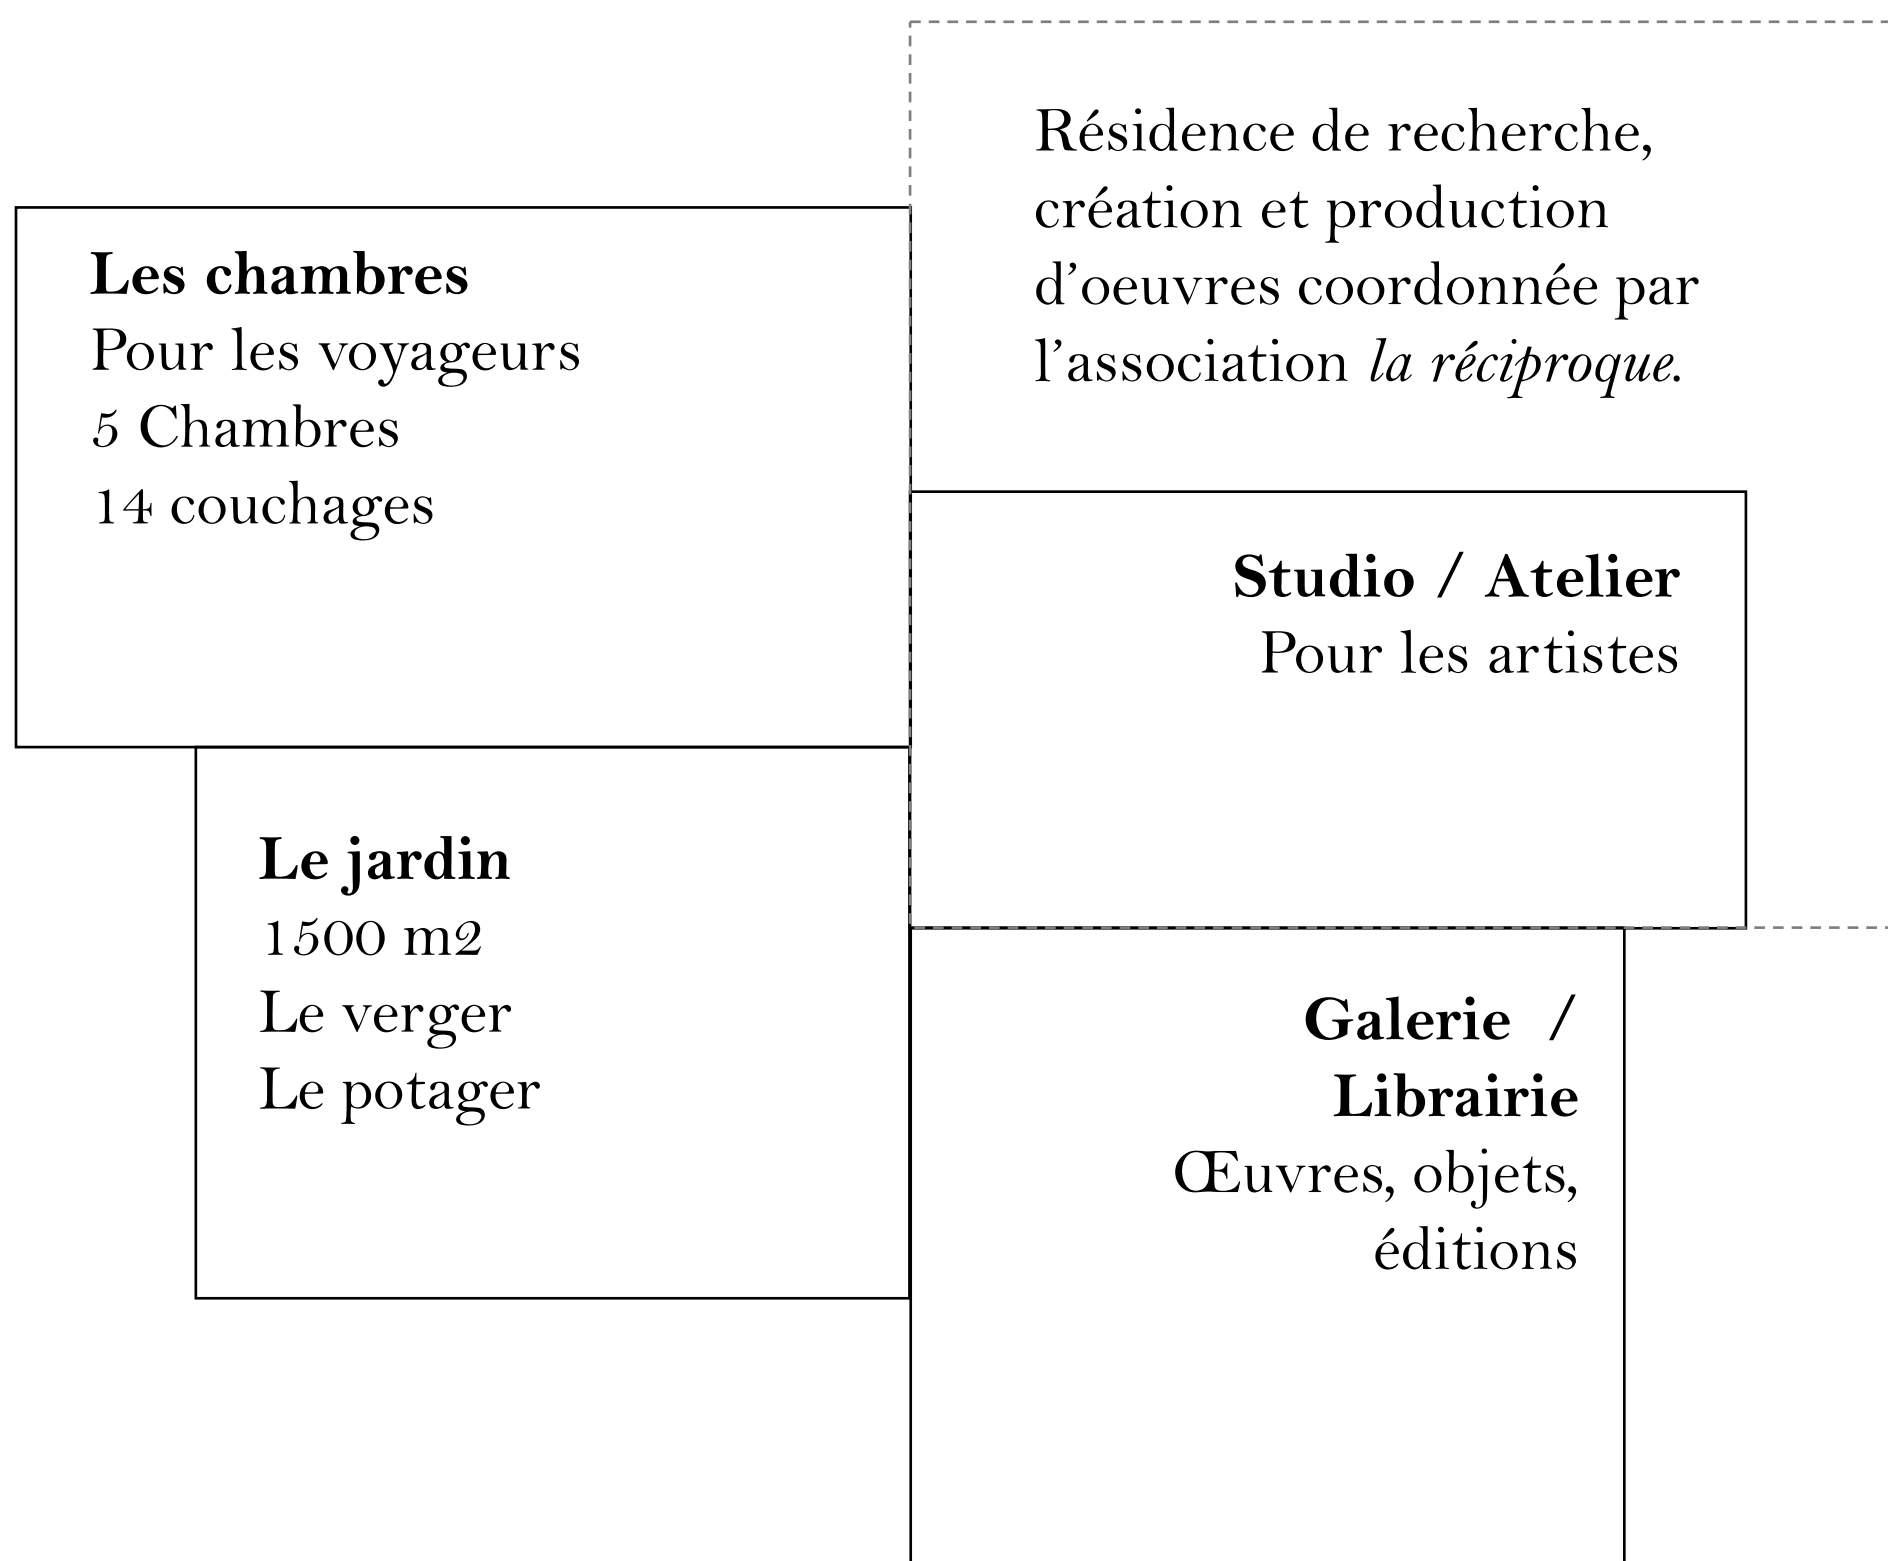 Résidence de recherche,
création et production
d’oeuvres coordonnée par
l’association la réciproque.
Les chambres
Pour les voyageurs
5 Chambres
14 couchages
Studio / Atelier
Pour les artistes
Le jardin
1500 m2
Le verger
Le potager
Galerie  /
Librairie
Œuvres, objets,
éditions